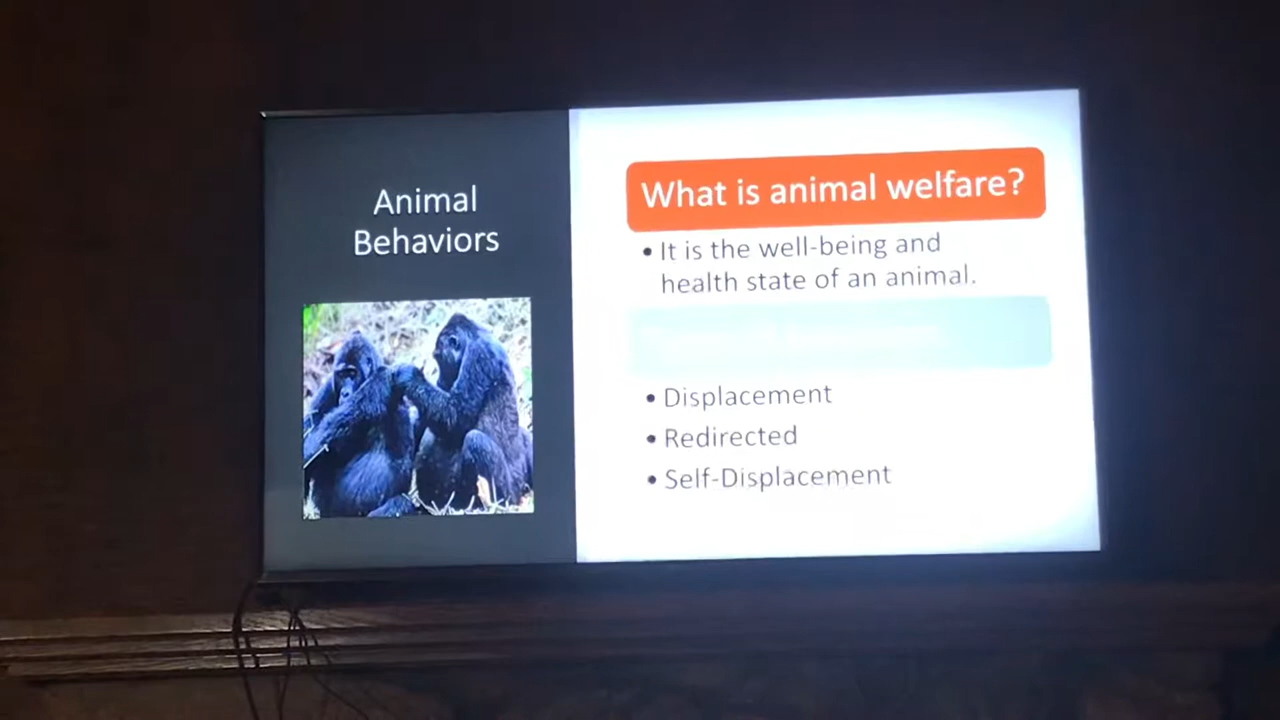 Animal
Behaviors
What is animal welfare?
• It is the well-being and
health state of an animal.
• Displacement
• Redirected
• Self-Displacement